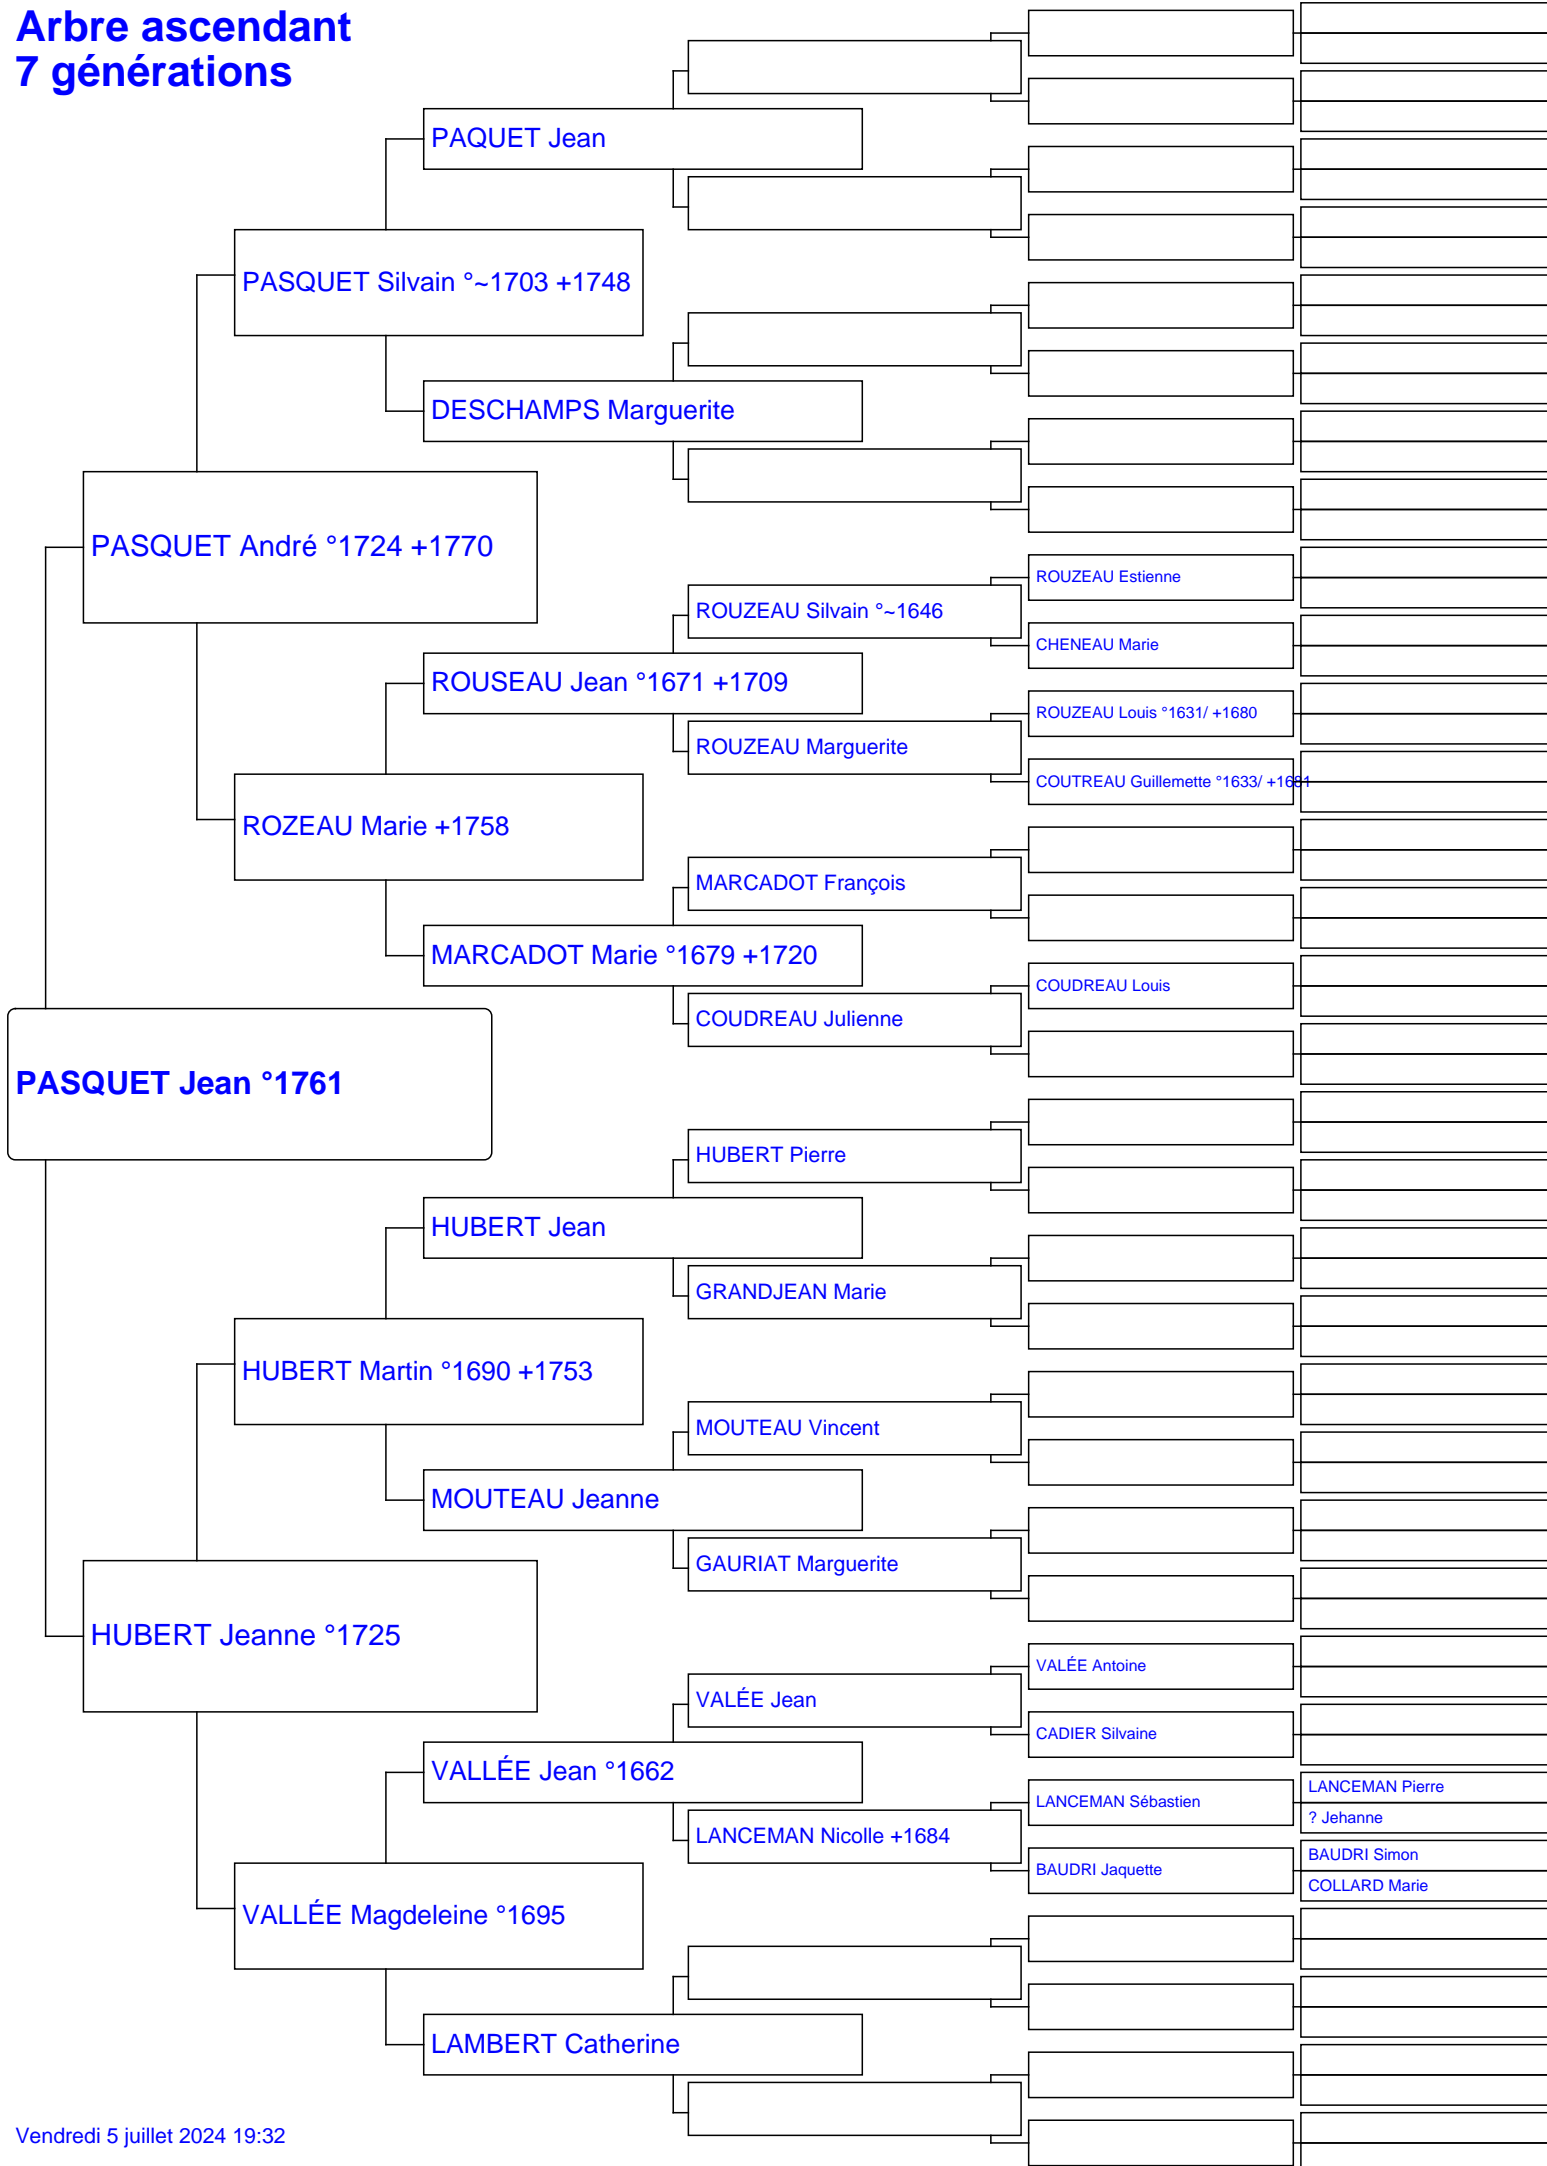 Arbre ascendant
7 générations
PAQUET Jean
PASQUET Silvain °~1703 +1748
DESCHAMPS Marguerite
PASQUET André °1724 +1770
ROUZEAU Estienne
ROUZEAU Silvain °~1646
CHENEAU Marie
ROUSEAU Jean °1671 +1709
ROUZEAU Louis °1631/ +1680
ROUZEAU Marguerite
COUTREAU Guillemette °1633/ +1681
ROZEAU Marie +1758
MARCADOT François
MARCADOT Marie °1679 +1720
COUDREAU Louis
COUDREAU Julienne
PASQUET Jean °1761
HUBERT Pierre
HUBERT Jean
GRANDJEAN Marie
HUBERT Martin °1690 +1753
MOUTEAU Vincent
MOUTEAU Jeanne
GAURIAT Marguerite
HUBERT Jeanne °1725
VALÉE Antoine
VALÉE Jean
CADIER Silvaine
VALLÉE Jean °1662
LANCEMAN Pierre
LANCEMAN Sébastien
? Jehanne
LANCEMAN Nicolle +1684
BAUDRI Simon
BAUDRI Jaquette
COLLARD Marie
VALLÉE Magdeleine °1695
LAMBERT Catherine
Vendredi 5 juillet 2024 19:32